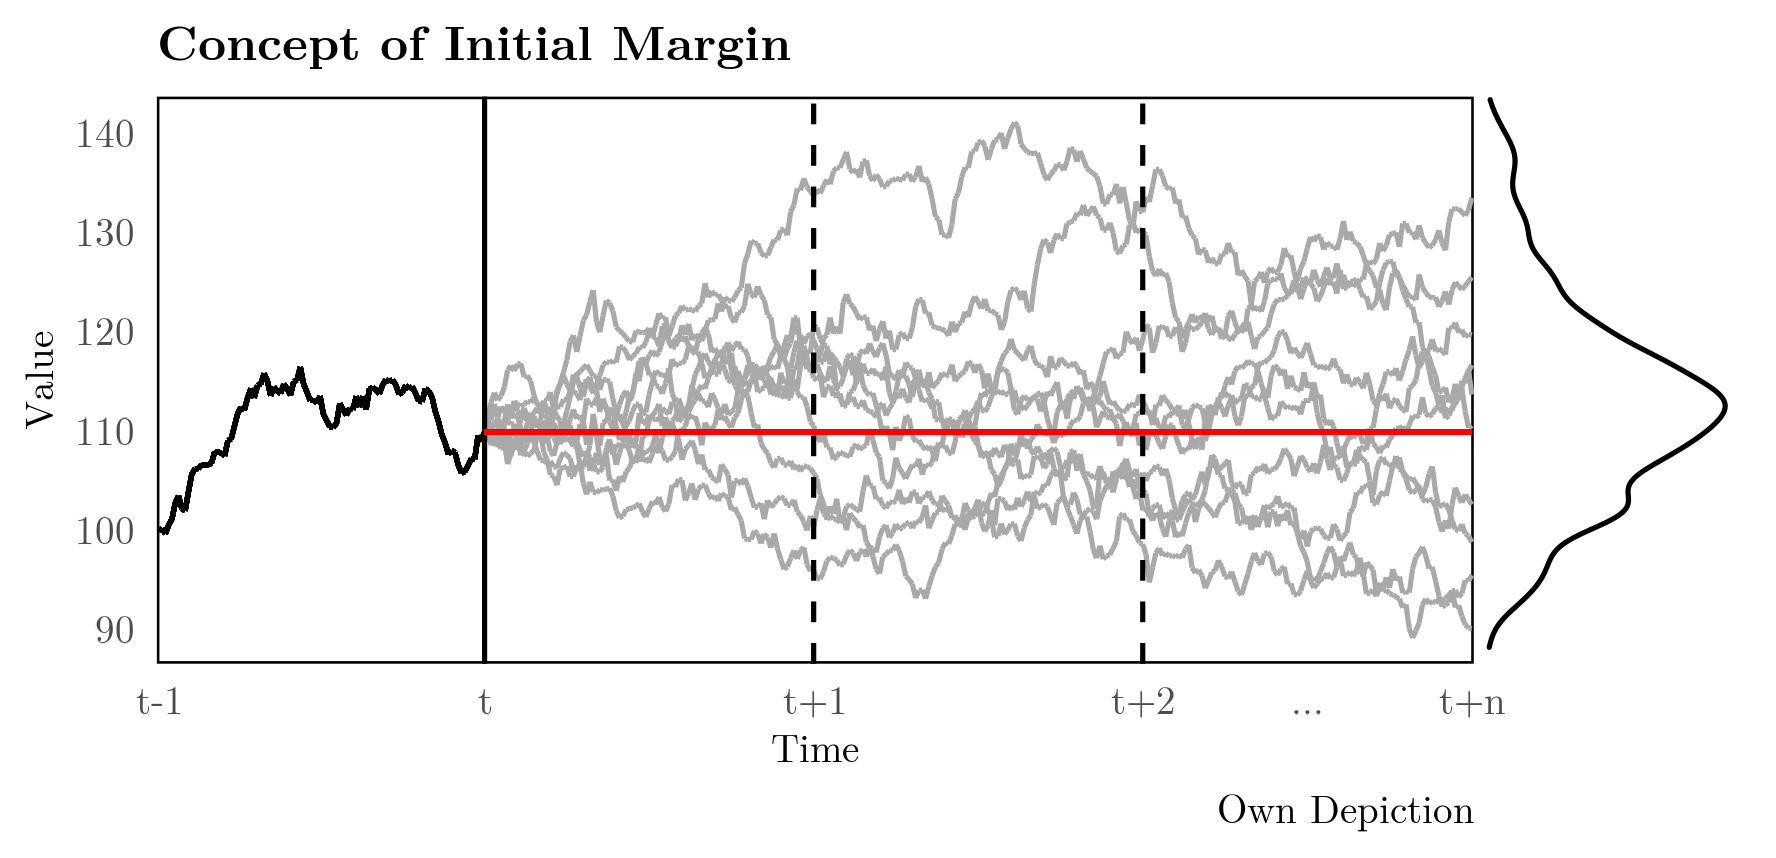 Concept of Initial Margin
140
130
120
110
100
90
Value
t-1
t
t+1
t+2
...
t+n
Time
Own Depiction